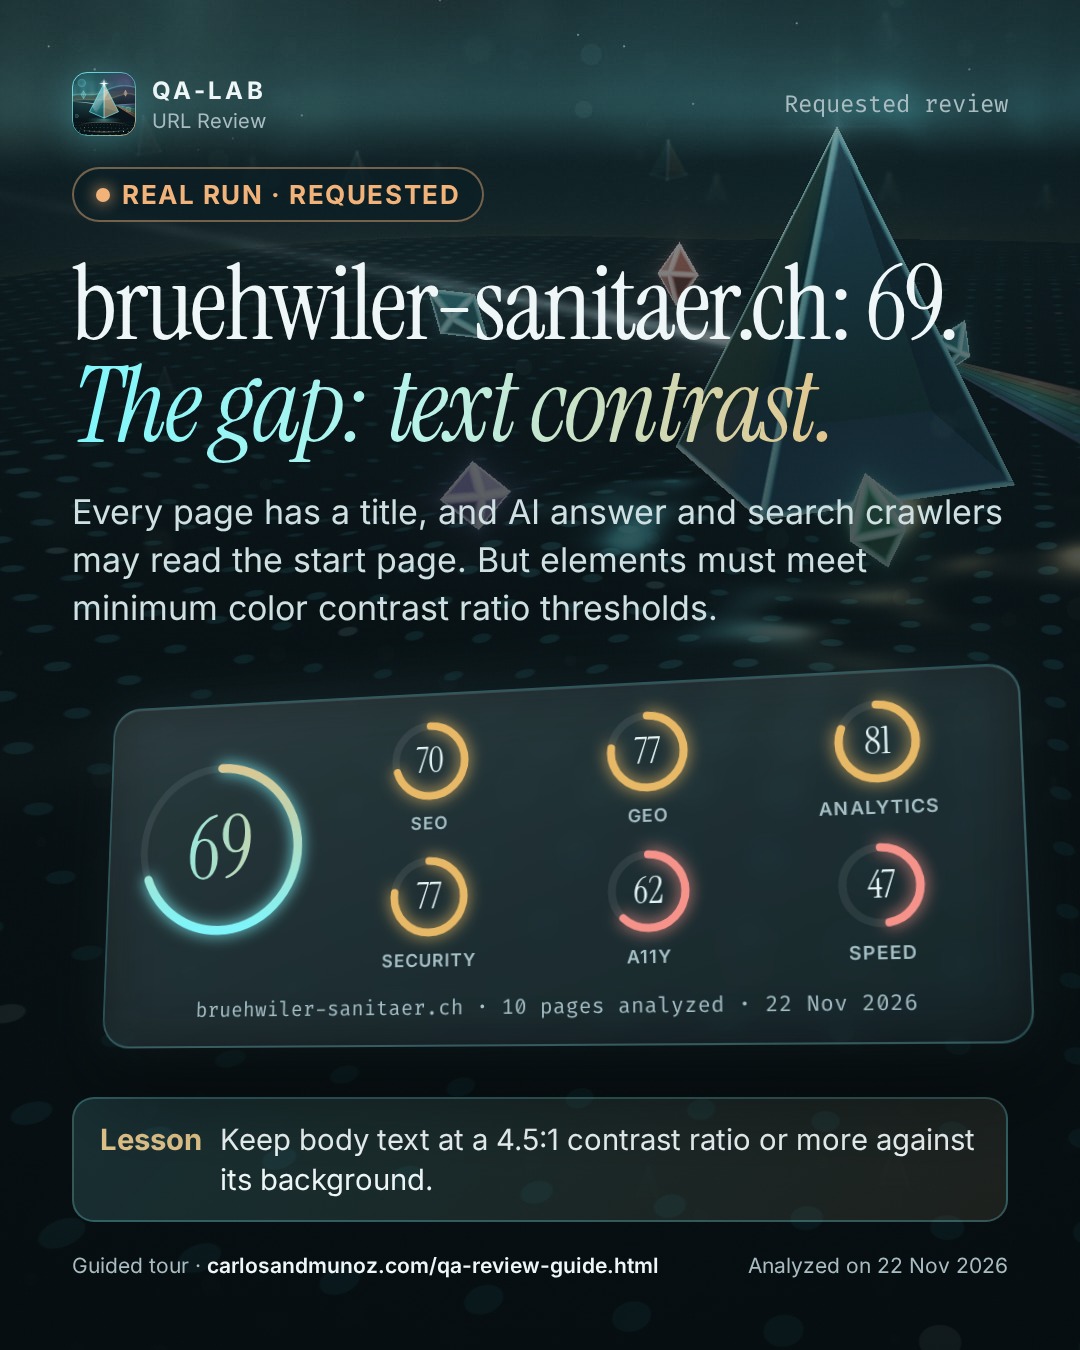 QA-LAB
URL Review
Requested review
REAL RUN · REQUESTED
bruehwiler-sanitaer.ch: 69.
The gap: text contrast.
Every page has a title, and AI answer and search crawlers
may read the start page. But elements must meet
minimum color contrast ratio thresholds.
69
70
SEO
77
GEO
81
ANALYTICS
77
SECURITY
62
A11Y
47
SPEED
bruehwiler-sanitaer.ch · 10 pages analyzed · 22 Nov 2026
Lesson Keep body text at a 4.5:1 contrast ratio or more against
its background.
Guided tour · carlosandmunoz.com/qa-review-guide.html
Analyzed on 22 Nov 2026